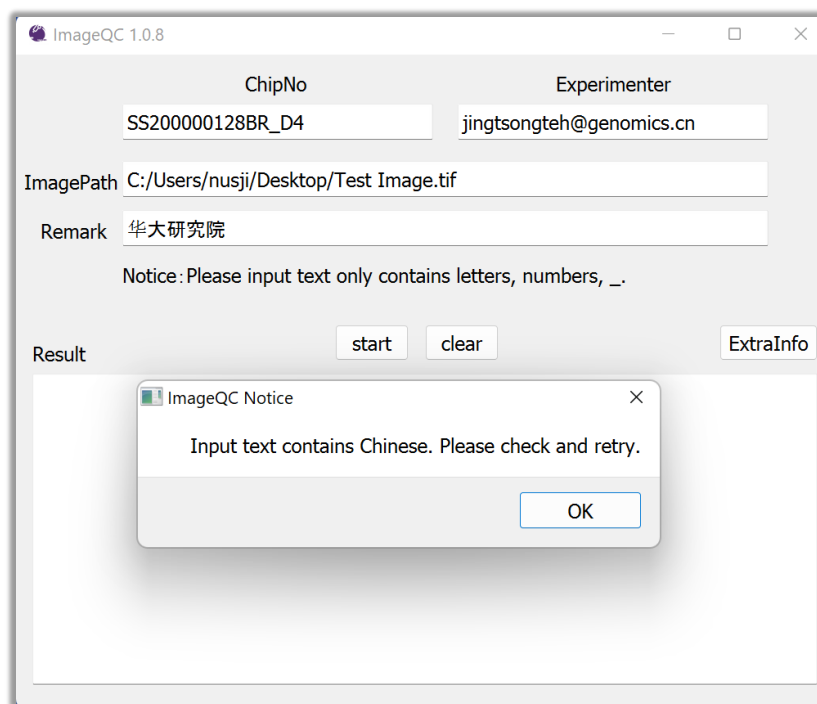 ImageQC 1.0.8
ChipNo Experimenter
SS200000128BR_D4 jingtsongteh@genomics.cn
ImagePath C:/Users/nusji/Desktop/Test Image.tif
Remark 华大研究院
Notice:Please input text only contains letters, numbers, _.
start clear ExtraInfo
Result
ImageQC Notice
Input text contains Chinese. Please check and retry.
OK